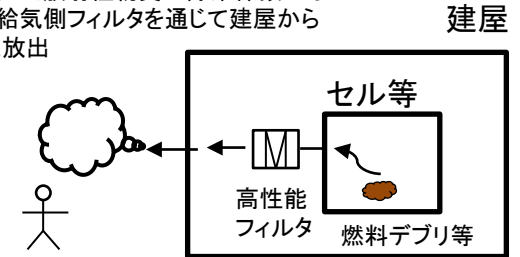 給気側フィルタを通じて建屋から
放出
建屋
セル等
高性能
フィルタ
燃料デブリ等